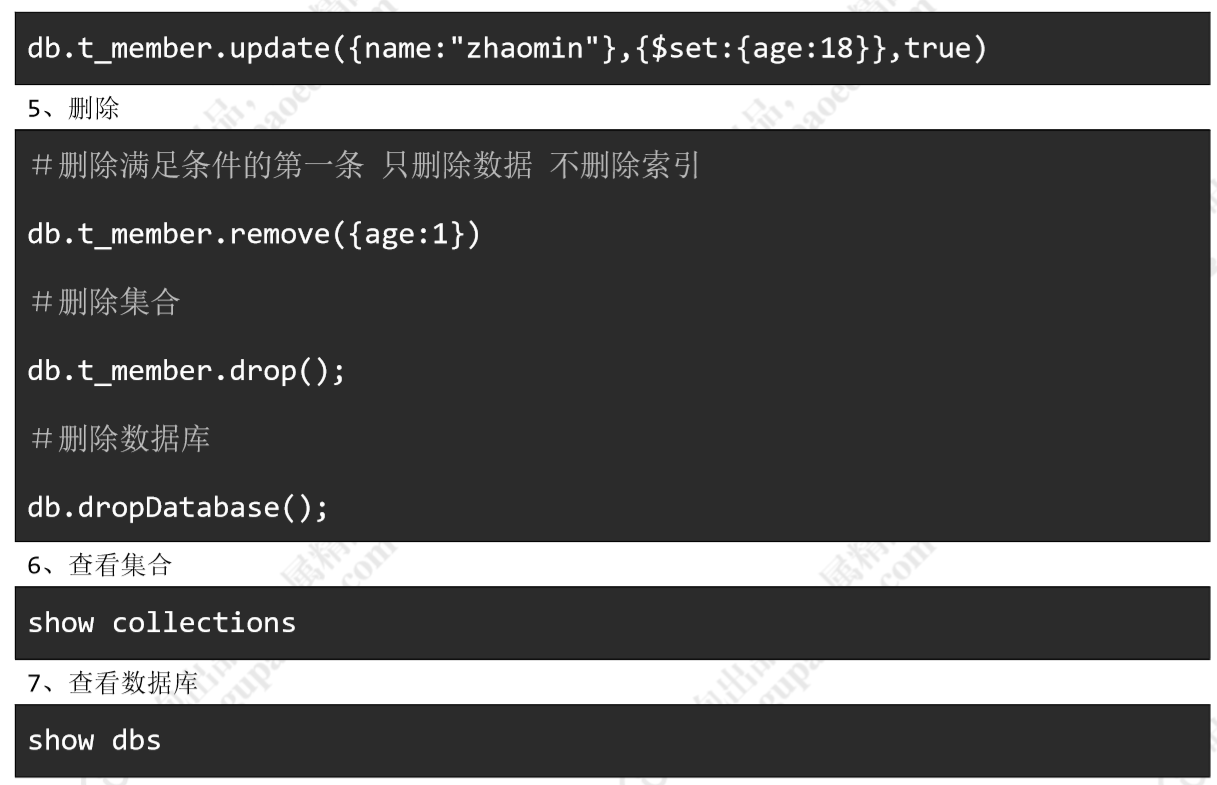 db.t_member.update({name:"zhaomin"},{$set:{age:18}},true)
5、删除
＃删除满足条件的第一条 只删除数据 不删除索引
db.t_member.remove({age:1})
＃删除集合
db.t_member.drop();
＃删除数据库
db.dropDatabase();
6、查看集合
show collections
7、查看数据库
show dbs